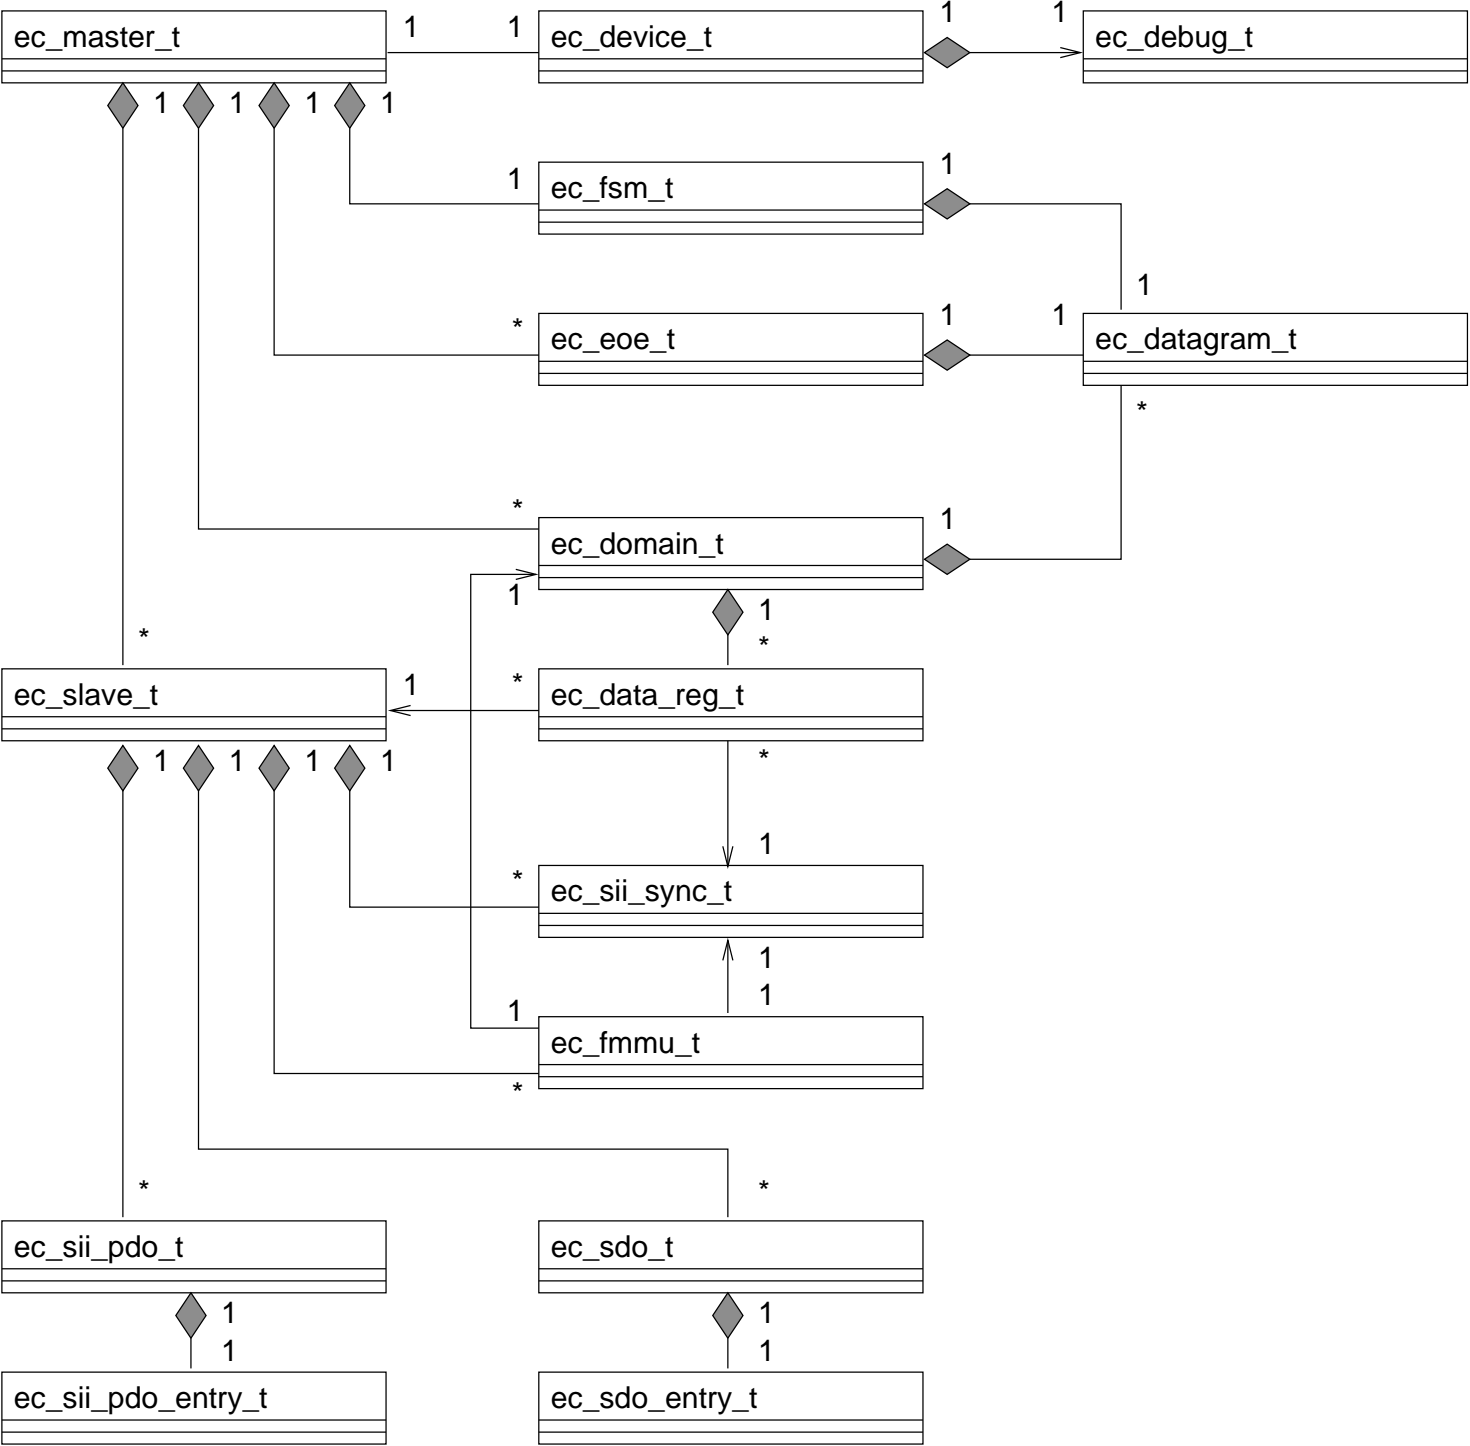 ec_master_t
1
1
ec_device_t
1
1
ec_debug_t
1
1
1
1
1
ec_fsm_t
1
1
*
ec_eoe_t
1
1
ec_datagram_t
*
*
ec_domain_t
1
1
1
*
*
ec_slave_t
1
*
ec_data_reg_t
1
1
1
1
*
1
*
ec_sii_sync_t
1
1
1
ec_fmmu_t
*
*
*
ec_sii_pdo_t
ec_sdo_t
1
1
1
1
ec_sii_pdo_entry_t
ec_sdo_entry_t